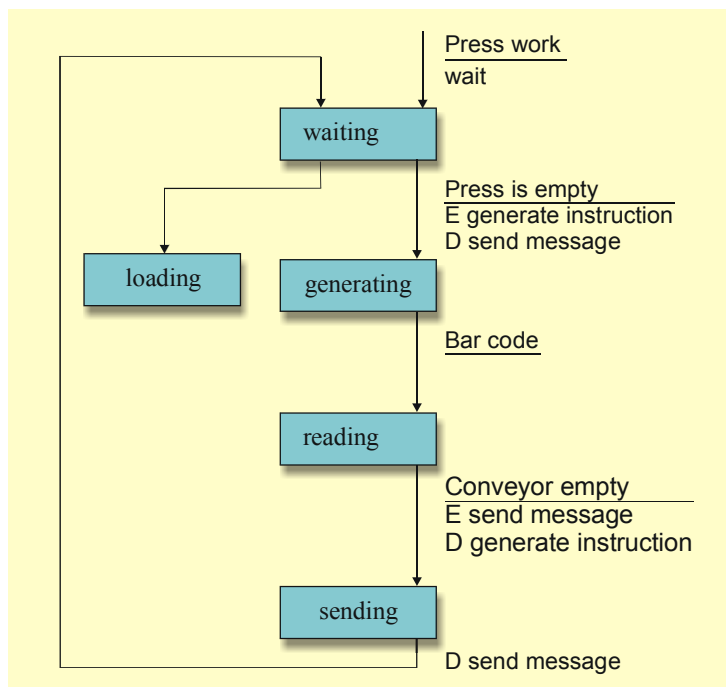 Press work
wait
waiting
Press is empty
E generate instruction
D send message
loading
generating
Bar code
reading
Conveyor empty
E send message
D generate instruction
sending
D send message